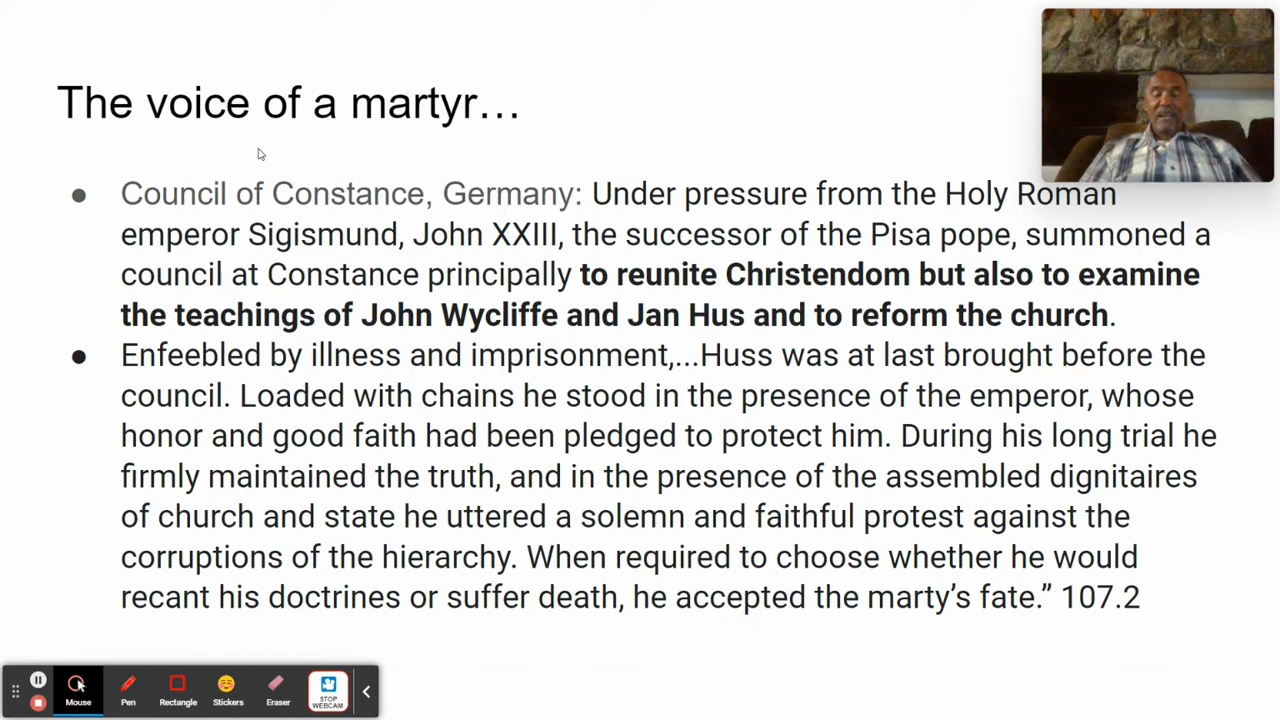 The voice of a martyr…
● Council of Constance, Germany: Under pressure from the Holy Roman
emperor Sigismund, John XXIII, the successor of the Pisa pope, summoned a
council at Constance principally to reunite Christendom but also to examine
the teachings of John Wycliffe and Jan Hus and to reform the church.
● Enfeebled by illness and imprisonment,...Huss was at last brought before the
council. Loaded with chains he stood in the presence of the emperor, whose
honor and good faith had been pledged to protect him. During his long trial he
firmly maintained the truth, and in the presence of the assembled dignitaires
of church and state he uttered a solemn and faithful protest against the
corruptions of the hierarchy. When required to choose whether he would
recant his doctrines or suffer death, he accepted the marty’s fate.” 107.2
Mouse
Pen
Rectangle
Stickers
Eraser
STOP
WEBCAM